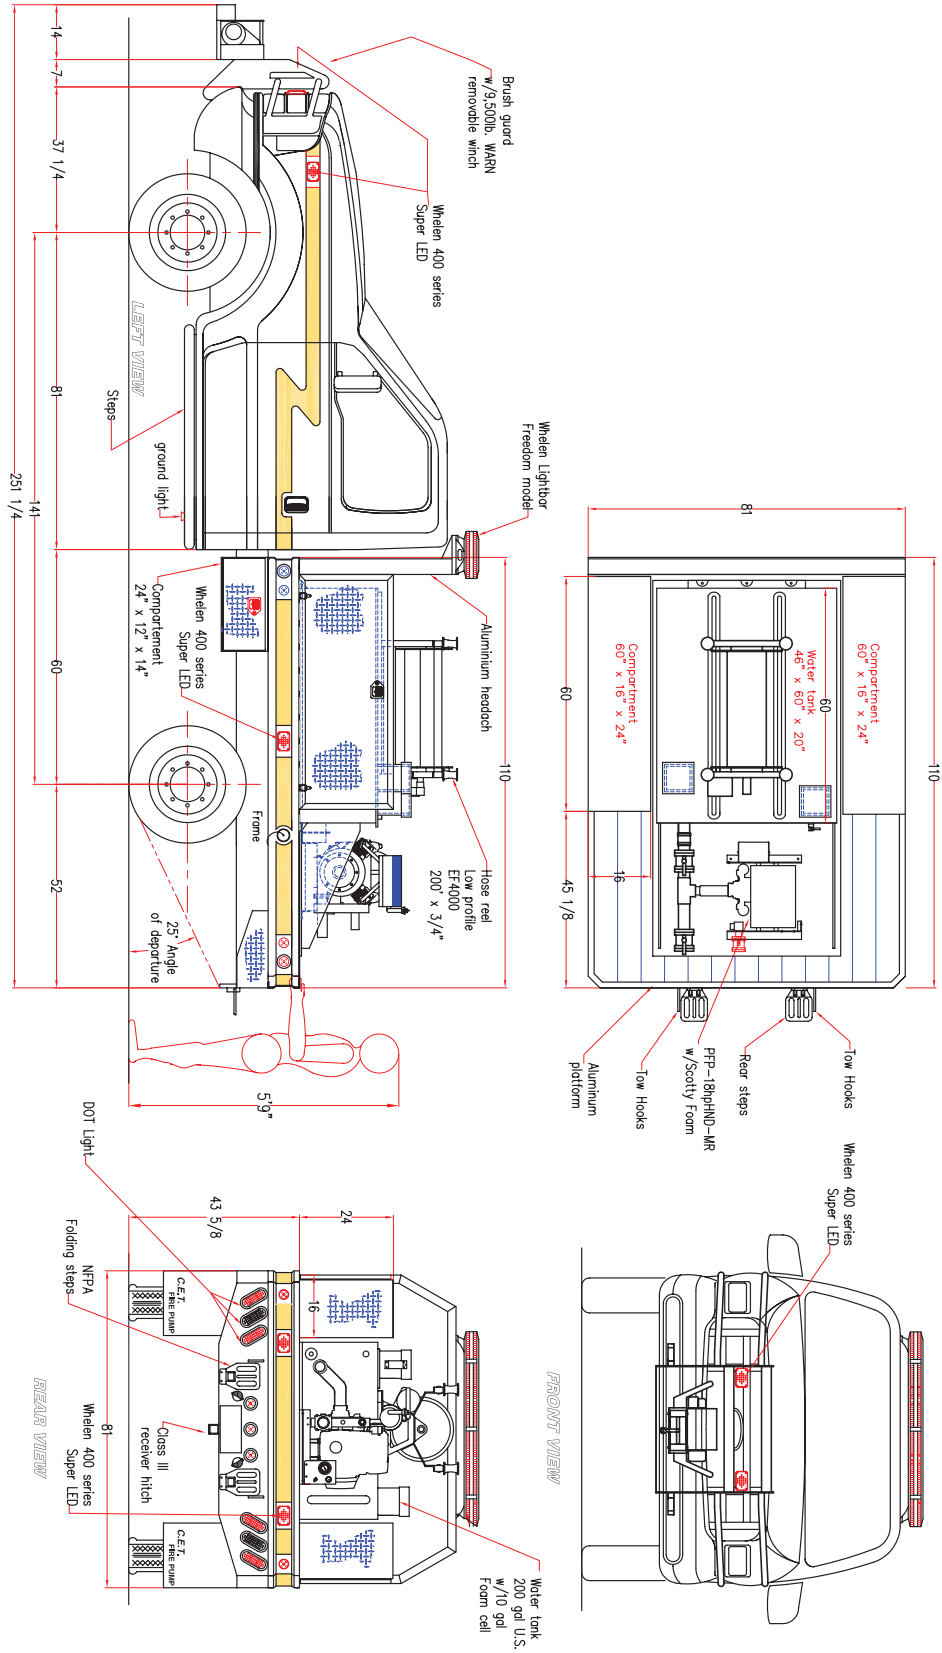 14
7
37 1/4
81
60
52
141
251 1/4
Brush guard
w/9,500lb. WARN
removable winch
Whelen 400 series
Super LED
LEFT VIEW
Steps
ground light
Whelen Lightbar
Freedom model
Aluminium headach
Compartement
24" x 12" x 14"
Whelen 400 series
Super LED
110
Frame
Hose reel
Low profile
EF4000
200' x 3/4"
25° Angle
of departure
5'9"
81
110
60
60
45 1/8
16
Compartment
60" x 16" x 24"
Water tank
46" x 60" x 20"
Compartment
60" x 16" x 24"
Tow Hooks
Rear steps
PFP-18hpHND-MR
w/Scotty Foam
Tow Hooks
Aluminum
platform
Whelen 400 series
Super LED
FRONT VIEW
DOT Light
43 5/8
24
16
NFPA
Folding steps
C.E.T.
FIRE PUMP
C.E.T.
FIRE PUMP
81
Class III
receiver hitch
Whelen 400 series
Super LED
Water tank
200 gal U.S.
w/10 gal
Foam cell
REAR VIEW